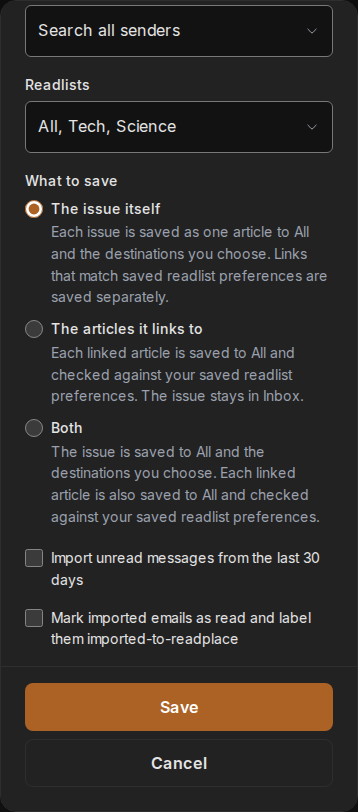 Search all senders
Readlists
All, Tech, Science
What to save
The issue itself
Each issue is saved as one article to All
and the destinations you choose. Links
that match saved readlist preferences are
saved separately.
The articles it links to
Each linked article is saved to All and
checked against your saved readlist
preferences. The issue stays in Inbox.
Both
The issue is saved to All and the
destinations you choose. Each linked
article is also saved to All and checked
against your saved readlist preferences.
Import unread messages from the last 30
days
Mark imported emails as read and label
them imported-to-readplace
Save
Cancel